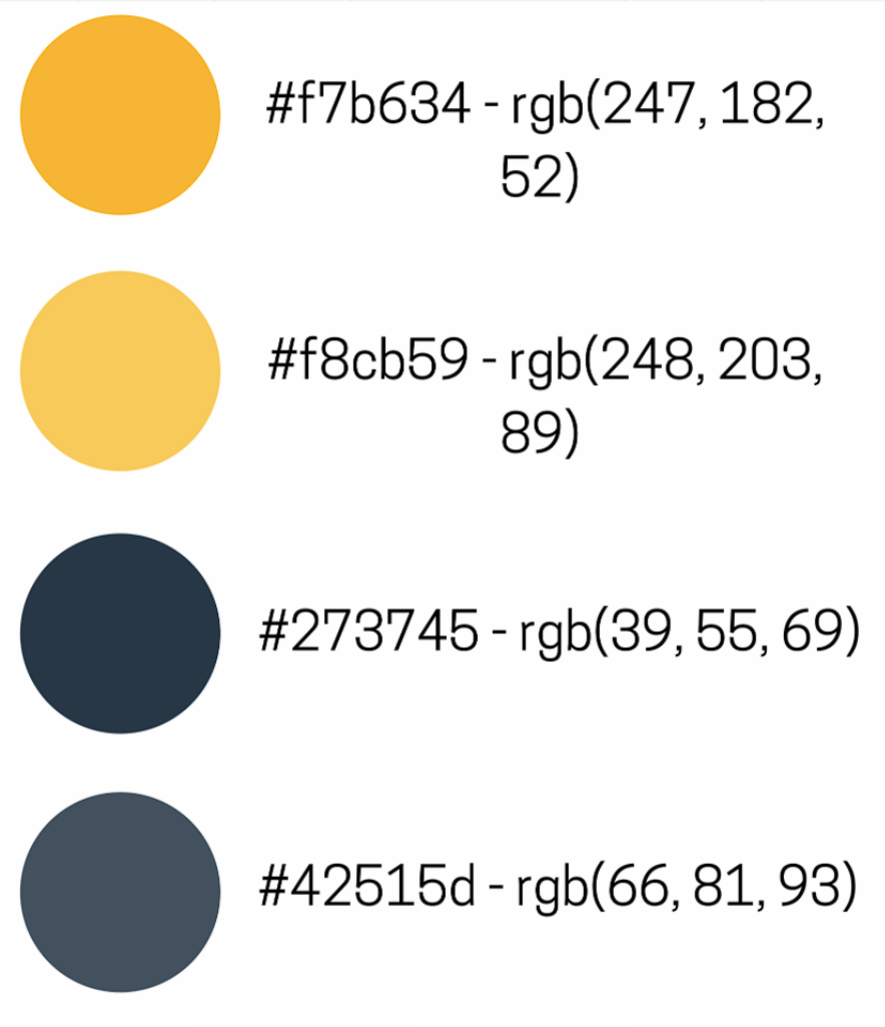 #f7b634 - rgb(247, 182,
52)
#f8cb59 - rgb(248, 203,
89)
#273745 - rgb(39, 55, 69)
#42515d - rgb(66, 81, 93)